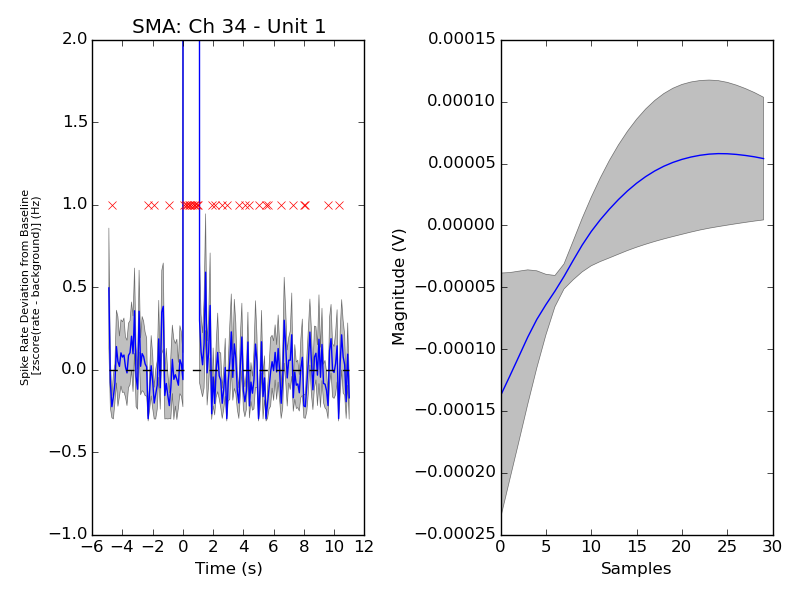 SMA: Ch 34 - Unit 1
Spike Rate Deviation from Baseline
[zscore(rate - background)] (Hz)
2.0
1.5
1.0
0.5
0.0
−0.5
−1.0
−6 −4 −2 0 2 4 6 8 10 12
Time (s)
Magnitude (V)
0.00015
0.00010
0.00005
0.00000
−0.00005
−0.00010
−0.00015
−0.00020
−0.00025
0 5 10 15 20 25 30
Samples